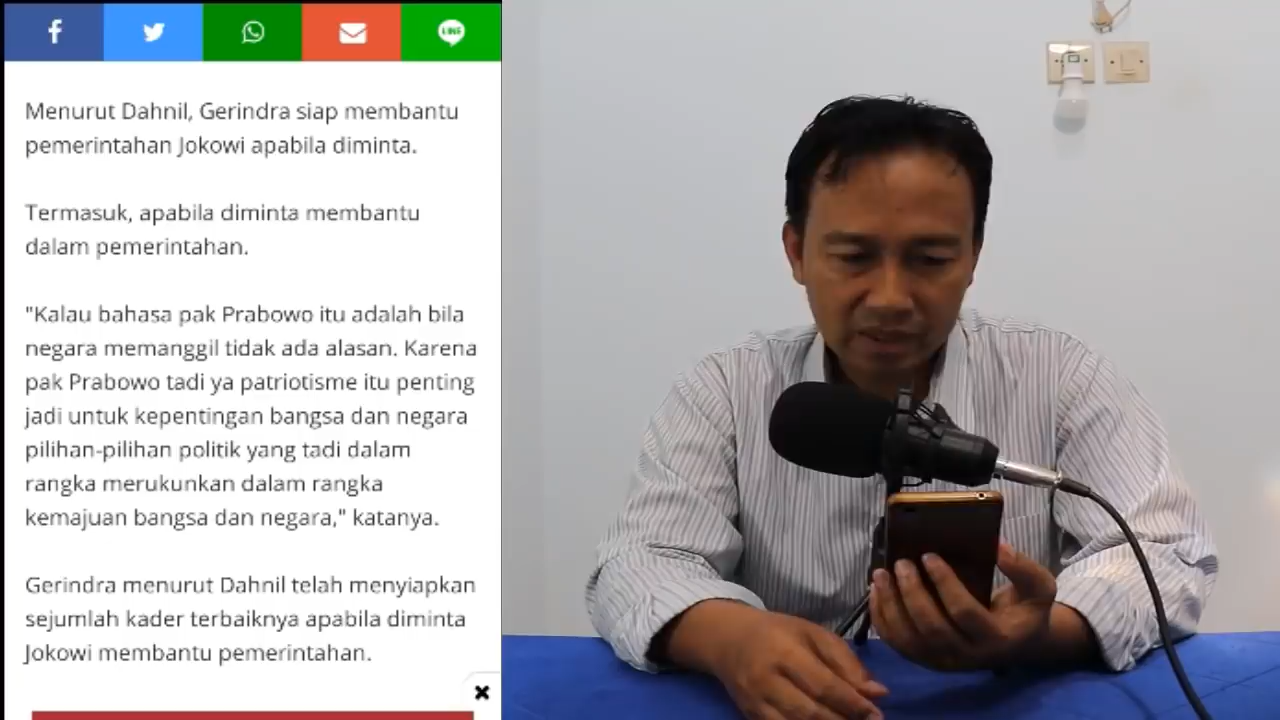 LINE
Menurut Dahnil, Gerindra siap membantu
pemerintahan Jokowi apabila diminta.
Termasuk, apabila diminta membantu
dalam pemerintahan.
"Kalau bahasa pak Prabowo itu adalah bila
negara memanggil tidak ada alasan. Karena
pak Prabowo tadi ya patriotisme itu penting
jadi untuk kepentingan bangsa dan negara
pilihan-pilihan politik yang tadi dalam
rangka merukunkan dalam rangka
kemajuan bangsa dan negara," katanya.
Gerindra menurut Dahnil telah menyiapkan
sejumlah kader terbaiknya apabila diminta
Jokowi membantu pemerintahan.